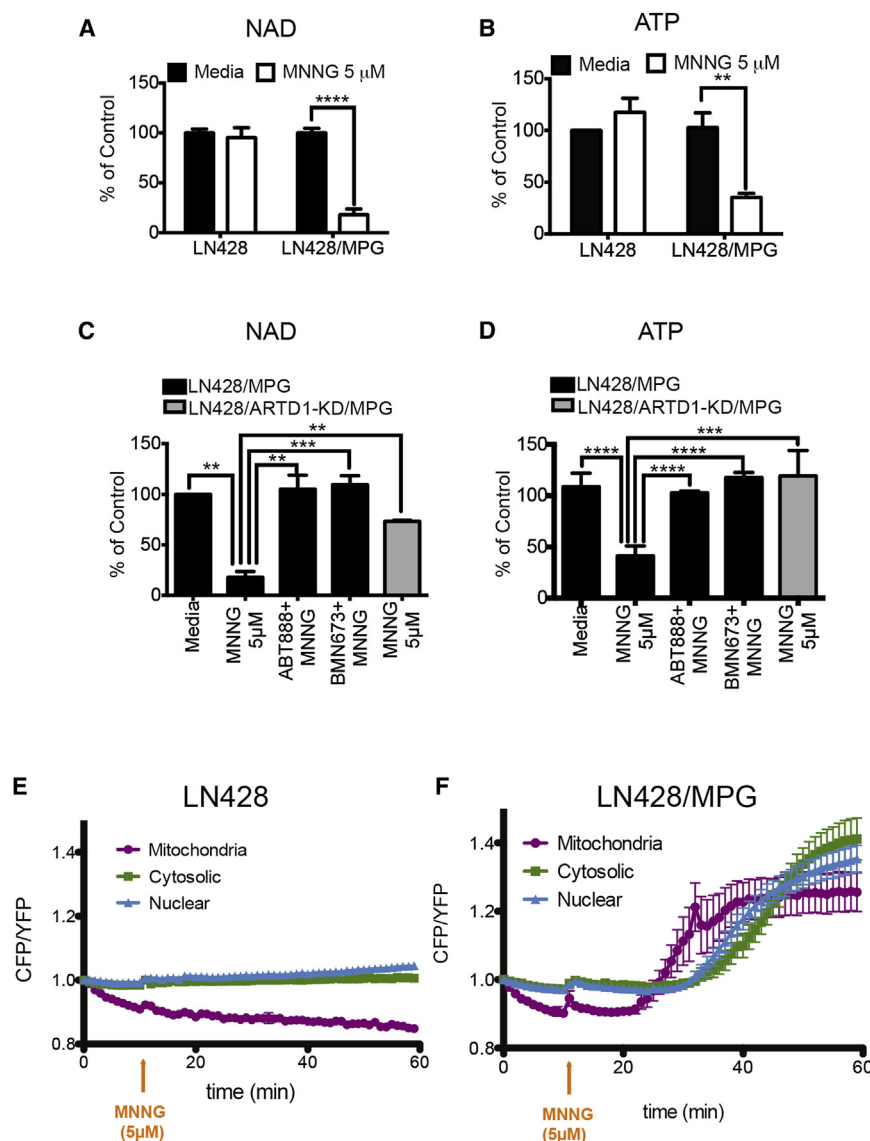 A
NAD
Media
MNNG 5 μM
****
% of Control
150
100
50
0
LN428
LN428/MPG
B
ATP
Media
MNNG 5 μM
**
% of Control
150
100
50
0
LN428
LN428/MPG
C
NAD
LN428/MPG
LN428/ARTD1-KD/MPG
**
***
**
**
% of Control
150
100
50
0
Media
MNNG
5μM
ABT888+
MNNG
BMN673+
MNNG
MNNG
5μM
D
ATP
LN428/MPG
LN428/ARTD1-KD/MPG
***
****
****
****
% of Control
150
100
50
0
Media
MNNG
5μM
ABT888+
MNNG
BMN673+
MNNG
MNNG
5μM
E
LN428
Mitochondria
Cytosolic
Nuclear
CFP/YFP
1.4
1.2
1.0
0.8
0
20
40
60
time (min)
MNNG
(5μM)
F
LN428/MPG
Mitochondria
Cytosolic
Nuclear
CFP/YFP
1.4
1.2
1.0
0.8
0
20
40
60
time (min)
MNNG
(5μM)